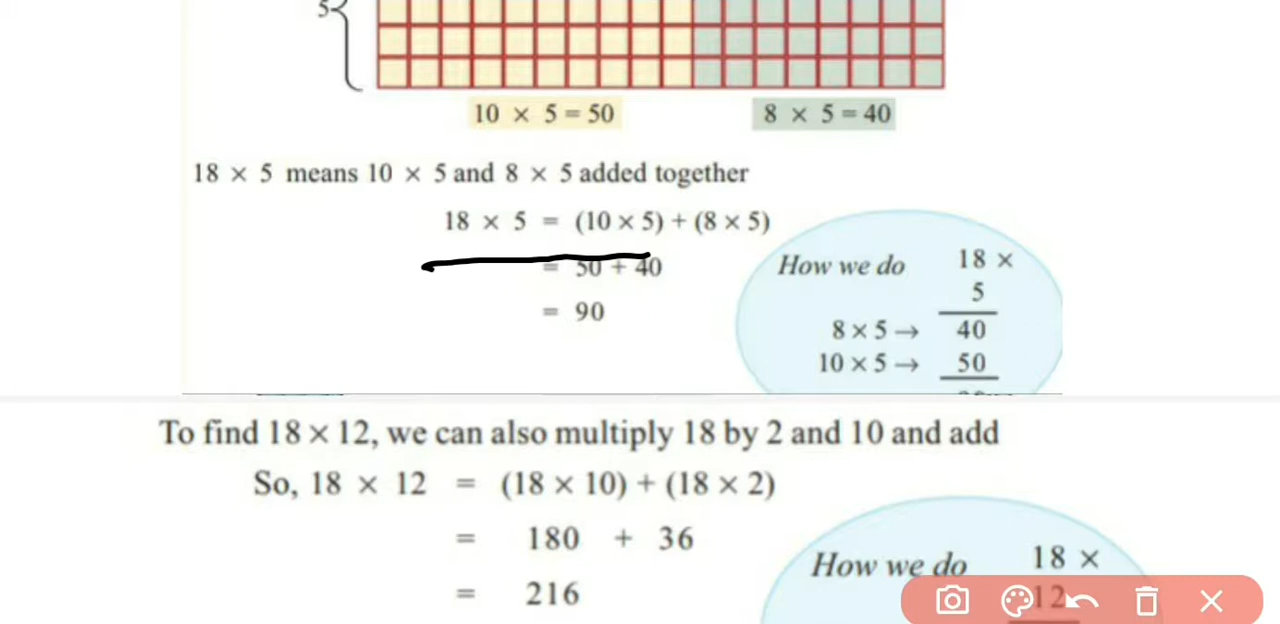 5
10 × 5 = 50
8 × 5 = 40
18 × 5 means 10 × 5 and 8 × 5 added together
18 × 5 = (10 × 5) + (8 × 5)
= 50 + 40
= 90
How we do
18 ×
5
8 × 5 → 40
10 × 5 → 50
To find 18 × 12, we can also multiply 18 by 2 and 10 and add
So, 18 × 12 = (18 × 10) + (18 × 2)
= 180 + 36
= 216
How we do
18 ×
12